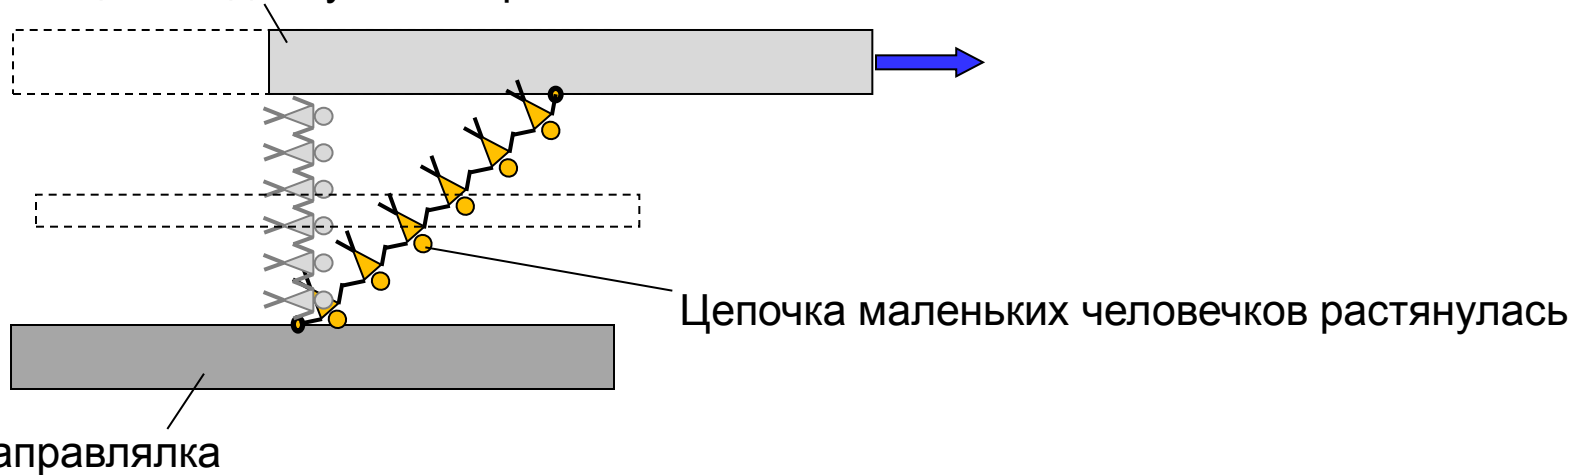 Цепочка маленьких человечков растянулась
аправлялка